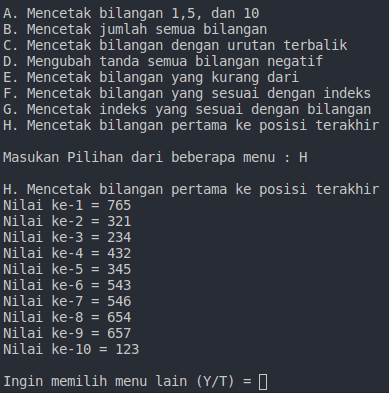 A. Mencetak bilangan 1,5, dan 10
B. Mencetak jumlah semua bilangan
C. Mencetak bilangan dengan urutan terbalik
D. Mengubah tanda semua bilangan negatif
E. Mencetak bilangan yang kurang dari
F. Mencetak bilangan yang sesuai dengan indeks
G. Mencetak indeks yang sesuai dengan bilangan
H. Mencetak bilangan pertama ke posisi terakhir
Masukan Pilihan dari beberapa menu : H
H. Mencetak bilangan pertama ke posisi terakhir
Nilai ke-1 = 765
Nilai ke-2 = 321
Nilai ke-3 = 234
Nilai ke-4 = 432
Nilai ke-5 = 345
Nilai ke-6 = 543
Nilai ke-7 = 546
Nilai ke-8 = 654
Nilai ke-9 = 657
Nilai ke-10 = 123
Ingin memilih menu lain (Y/T) =